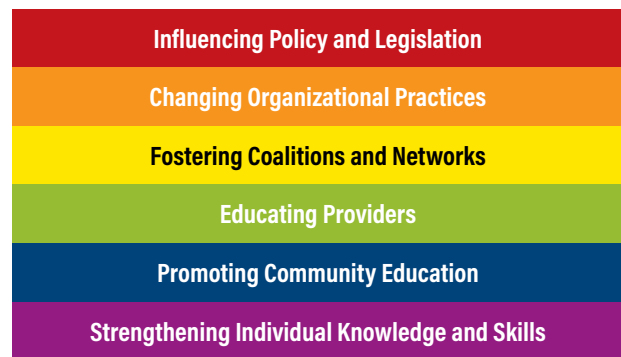 Influencing Policy and Legislation
Changing Organizational Practices
Fostering Coalitions and Networks
Educating Providers
Promoting Community Education
Strengthening Individual Knowledge and Skills